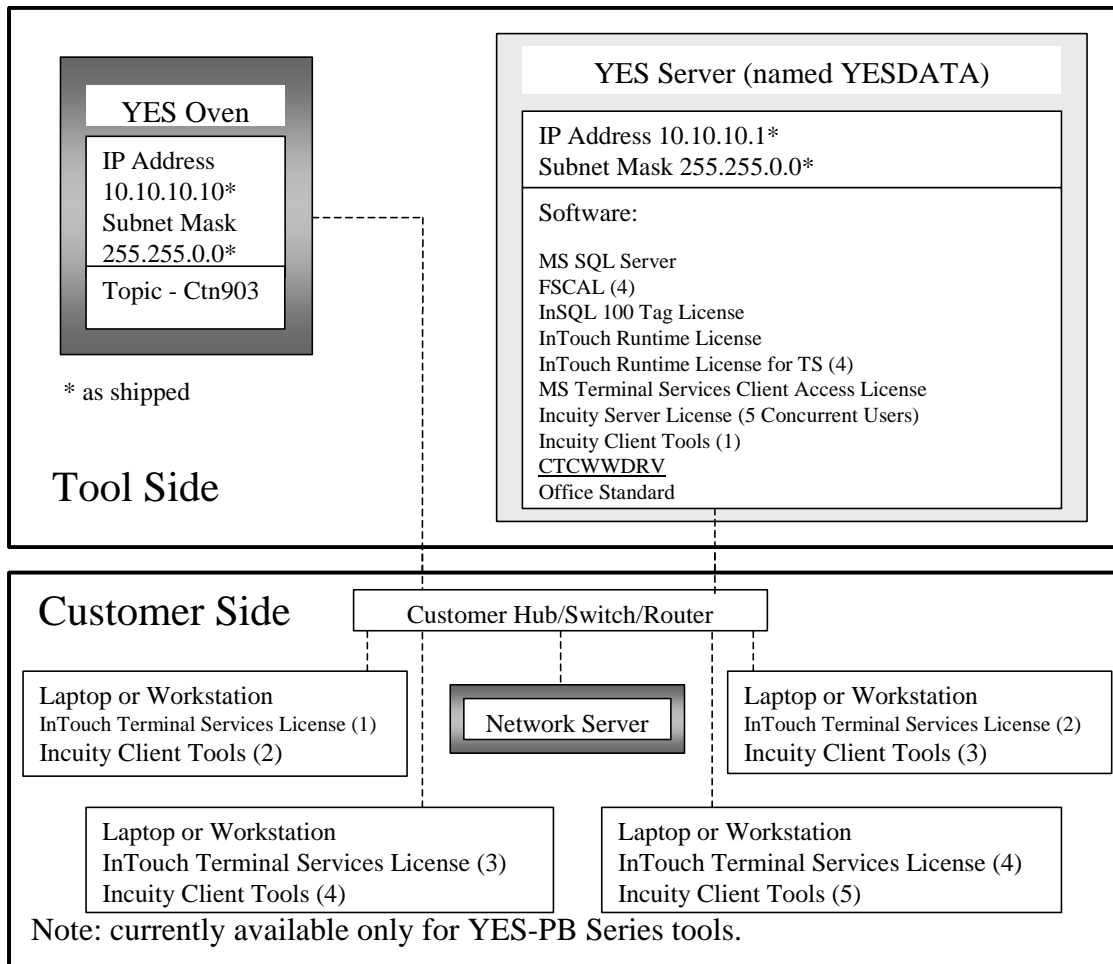 YES Oven
IP Address
10.10.10.10*
Subnet Mask
255.255.0.0*
Topic - Ctn903
* as shipped
Tool Side
YES Server (named YESDATA)
IP Address 10.10.10.1*
Subnet Mask 255.255.0.0*
Software:
MS SQL Server
FSCAL (4)
InSQL 100 Tag License
InTouch Runtime License
InTouch Runtime License for TS (4)
MS Terminal Services Client Access License
Incuity Server License (5 Concurrent Users)
Incuity Client Tools (1)
CTCWWDRV
Office Standard
Customer Side
Customer Hub/Switch/Router
Laptop or Workstation
InTouch Terminal Services License (1)
Incuity Client Tools (2)
Network Server
Laptop or Workstation
InTouch Terminal Services License (2)
Incuity Client Tools (3)
Laptop or Workstation
InTouch Terminal Services License (3)
Incuity Client Tools (4)
Laptop or Workstation
InTouch Terminal Services License (4)
Incuity Client Tools (5)
Note: currently available only for YES-PB Series tools.